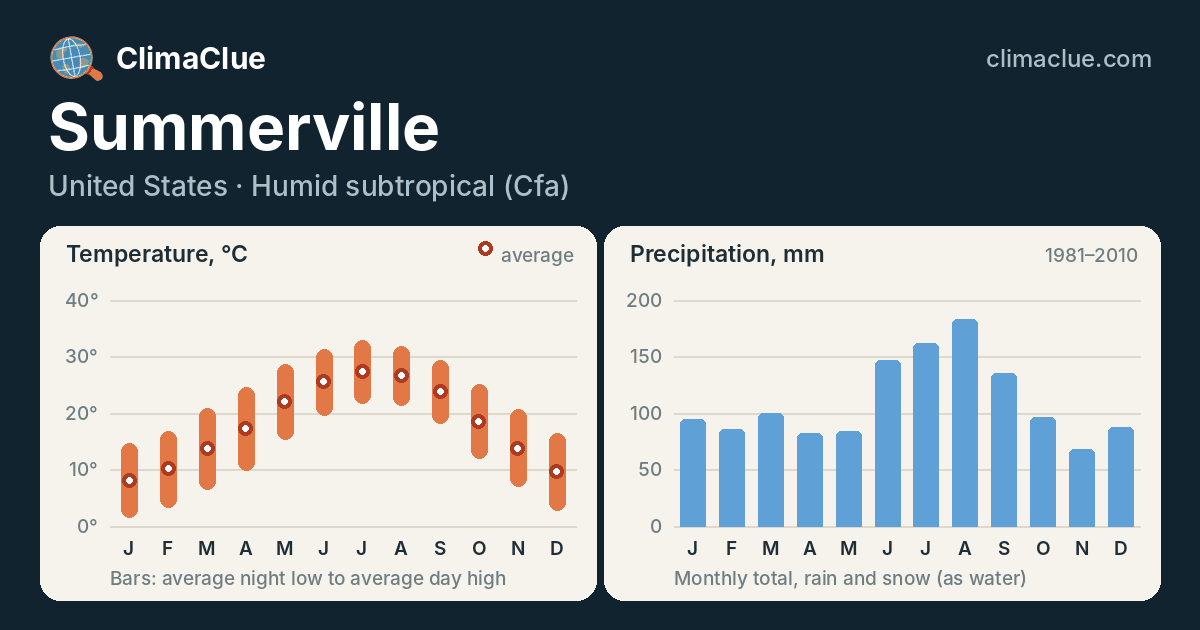 ClimaClue
climaclue.com
Summerville
United States · Humid subtropical (Cfa)
Temperature, °C
average
40°
30°
20°
10°
0°
J F M A M J J A S O N D
Bars: average night low to average day high
Precipitation, mm
1981–2010
200
150
100
50
0
J F M A M J J A S O N D
Monthly total, rain and snow (as water)